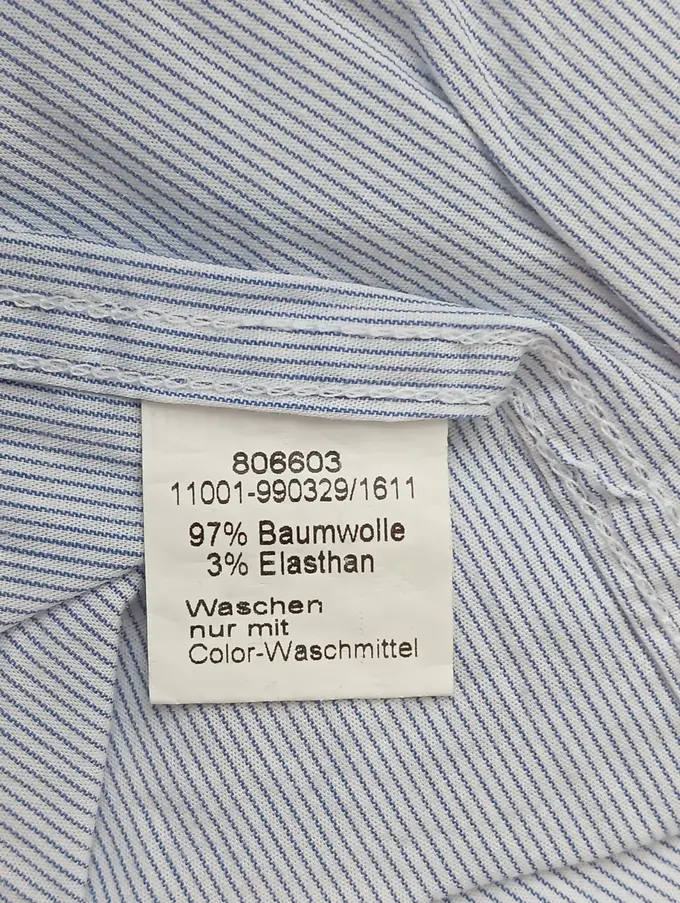 806603
11001-990329/1611
97% Baumwolle
3% Elasthan
Waschen
nur mit
Color-Waschmittel